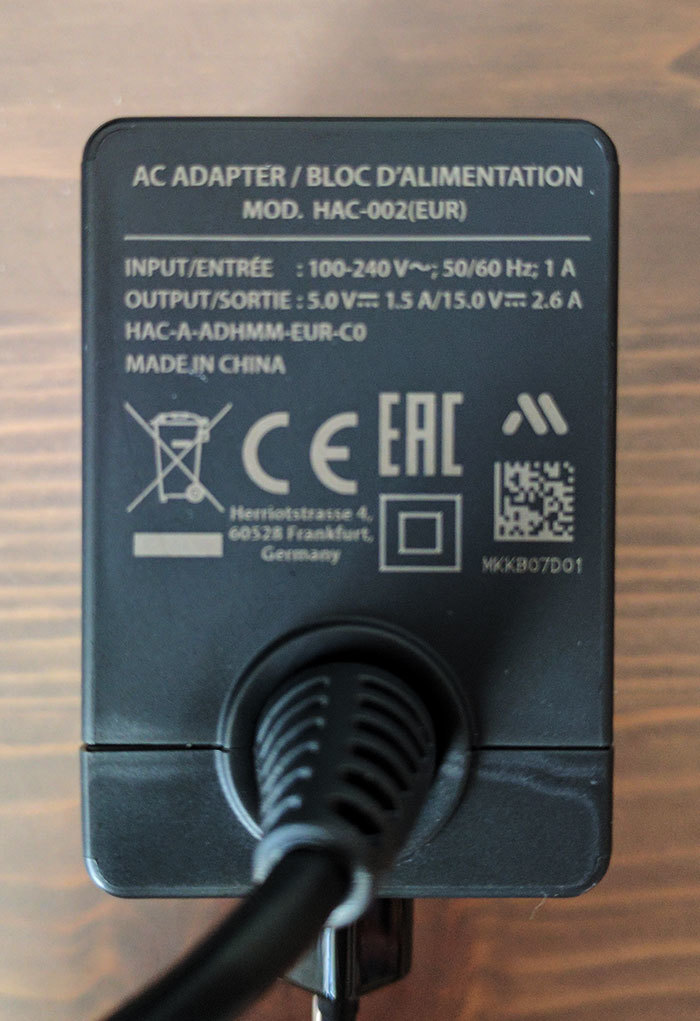 AC ADAPTER / BLOC D'ALIMENTATION
MOD. HAC-002(EUR)
INPUT/ENTRÉE : 100-240 V~; 50/60 Hz; 1 A
OUTPUT/SORTIE : 5.0 V⎓ 1.5 A/15.0 V⎓ 2.6 A
HAC-A-ADHMM-EUR-C0
MADE IN CHINA
CE
EAC
Herriotstrasse 4,
60528 Frankfurt,
Germany
MKKB07D01